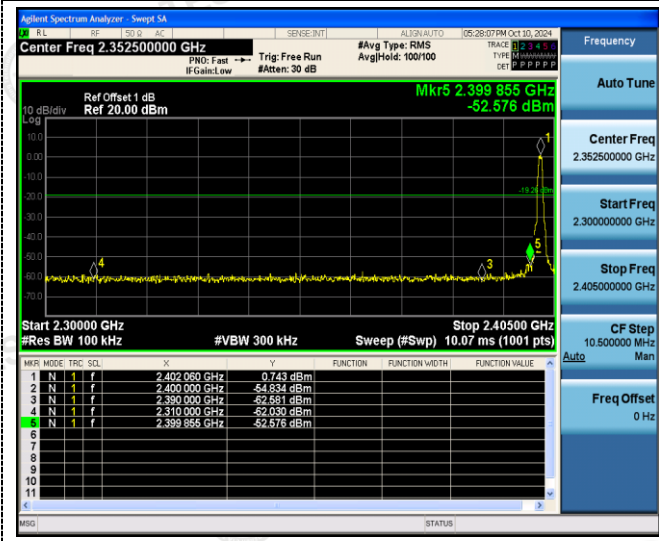 Agilent Spectrum Analyzer - Swept SA
RL RF 50 Ω AC SENSE:INT ALIGNAUTO 05:28:07PM Oct 10, 2024
Center Freq 2.352500000 GHz
PNO: Fast
IFGain:Low
Trig: Free Run
#Atten: 30 dB
#Avg Type: RMS
Avg|Hold: 100/100
TRACE 1 2 3 4 5 6
TYPE M
DET P P P P P P
Ref Offset 1 dB
10 dB/div Ref 20.00 dBm
Log
Mkr5 2.399 855 GHz
-52.576 dBm
10.0
0.00
-10.0
-20.0
-30.0
-40.0
-50.0
-60.0
-70.0
1
5
3
4
Start 2.30000 GHz
Stop 2.40500 GHz
#Res BW 100 kHz
#VBW 300 kHz
Sweep (#Swp) 10.07 ms (1001 pts)
MKR MODE TRC SCL X Y FUNCTION FUNCTION WIDTH FUNCTION VALUE
1 N 1 f 2.402 060 GHz 0.743 dBm
2 N 1 f 2.400 000 GHz -54.834 dBm
3 N 1 f 2.390 000 GHz -62.581 dBm
4 N 1 f 2.310 000 GHz -62.030 dBm
5 N 1 f 2.399 855 GHz -52.576 dBm
6
7
8
9
10
11
MSG STATUS
Frequency
Auto Tune
Center Freq
2.352500000 GHz
Start Freq
2.300000000 GHz
Stop Freq
2.405000000 GHz
CF Step
10.500000 MHz
Auto Man
Freq Offset
0 Hz